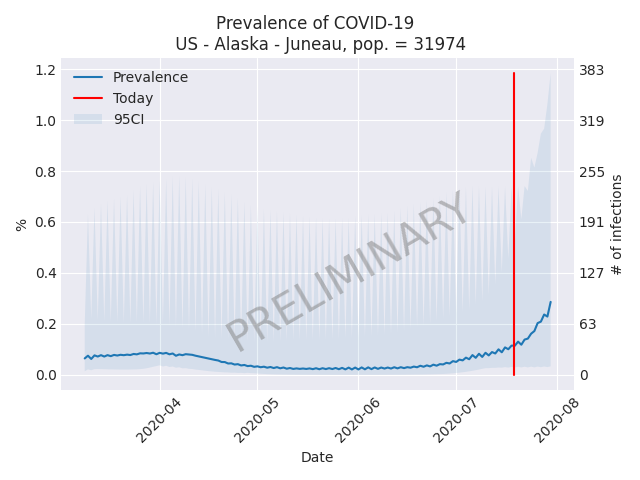 Prevalence of COVID-19
US - Alaska - Juneau, pop. = 31974
Prevalence
Today
95CI
PRELIMINARY
%
1.2
1.0
0.8
0.6
0.4
0.2
0.0
383
319
255
191
127
63
0
# of infections
2020-04
2020-05
2020-06
2020-07
2020-08
Date